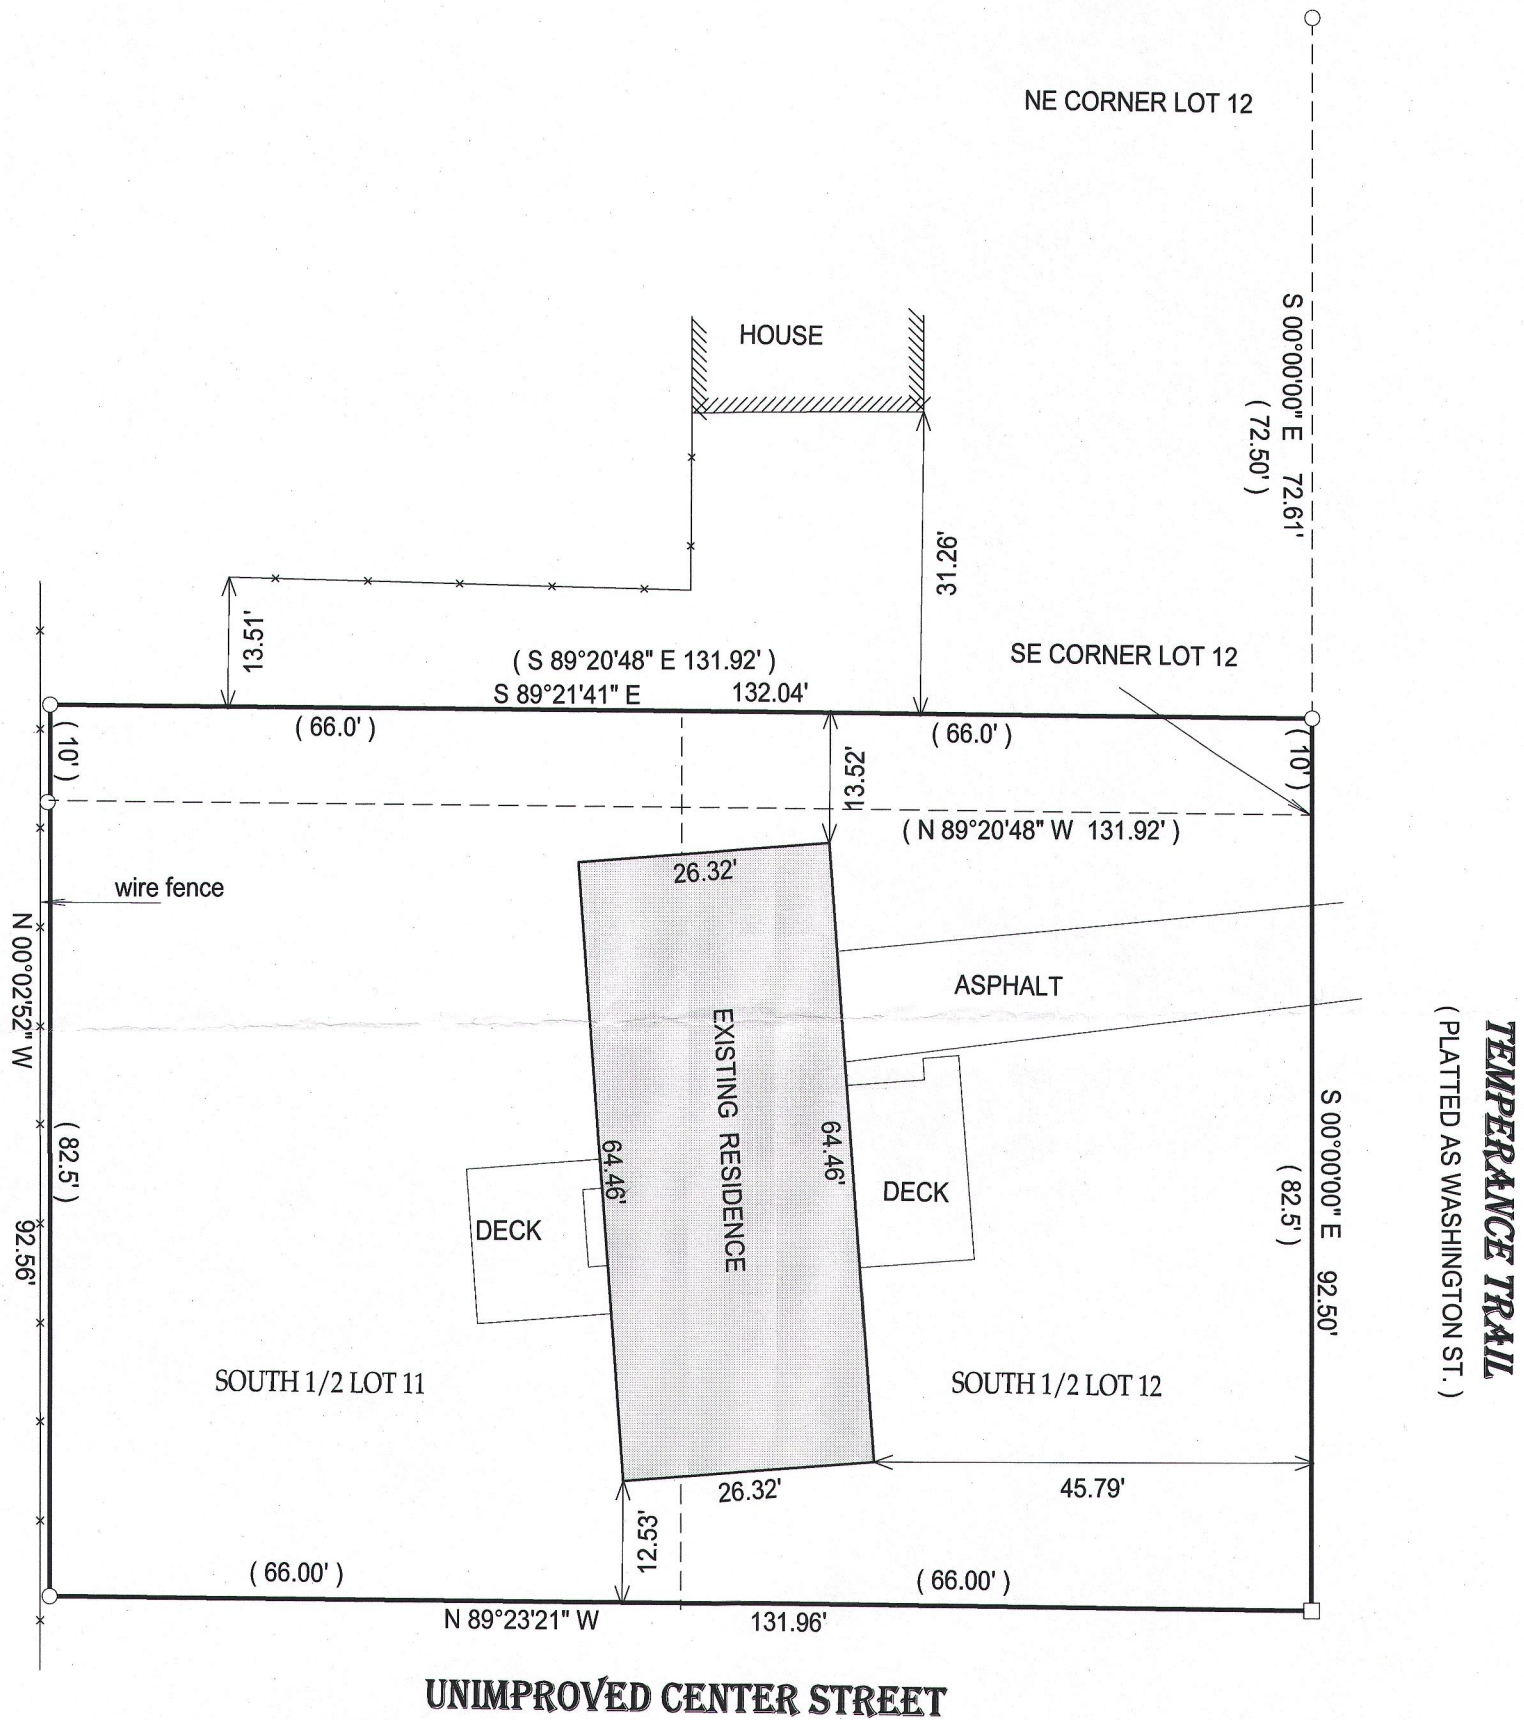 NE CORNER LOT 12
S 00°00'00" E 72.61'
( 72.50' )
HOUSE
31.26'
13.51'
SE CORNER LOT 12
( S 89°20'48" E 131.92' )
S 89°21'41" E 132.04'
( 66.0' )
( 66.0' )
( 10' )
( 10' )
13.52'
( N 89°20'48" W 131.92' )
26.32'
wire fence
N 00°02'52" W 92.56'
( 82.5' )
ASPHALT
EXISTING RESIDENCE
64.46'
64.46'
DECK
DECK
S 00°00'00" E 92.50'
( 82.5' )
TEMPERANCE TRAIL
( PLATTED AS WASHINGTON ST. )
SOUTH 1/2 LOT 11
SOUTH 1/2 LOT 12
45.79'
26.32'
12.53'
( 66.00' )
( 66.00' )
N 89°23'21" W 131.96'
UNIMPROVED CENTER STREET